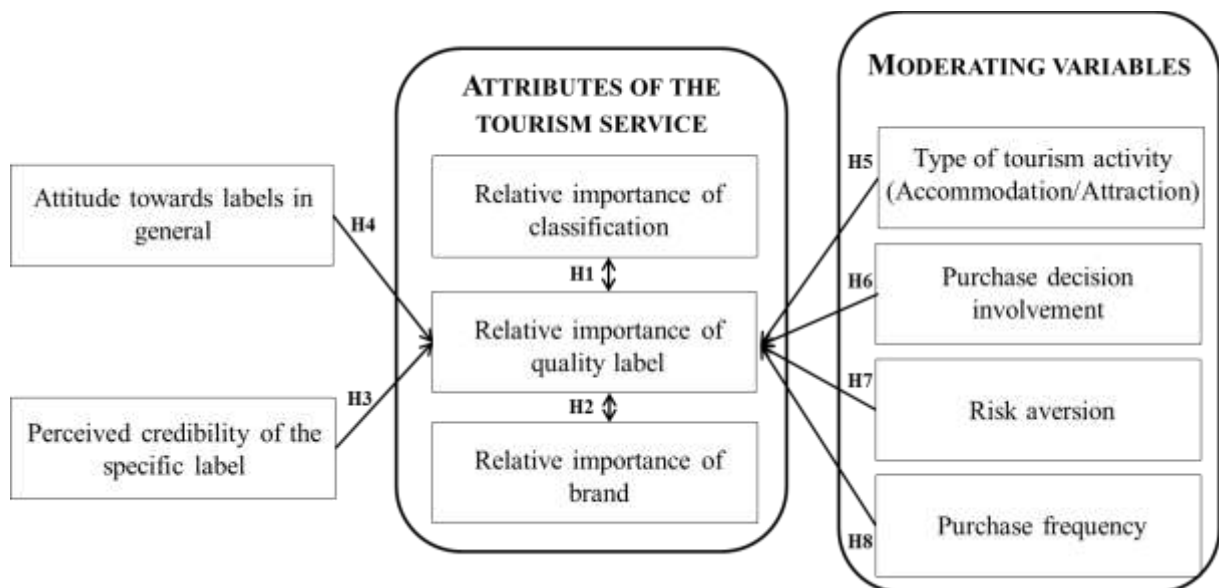 Attitude towards labels in
general
H4
Perceived credibility of the
specific label
H3
ATTRIBUTES OF THE
TOURISM SERVICE
Relative importance of
classification
H1
Relative importance of
quality label
H2
Relative importance of
brand
MODERATING VARIABLES
H5
Type of tourism activity
(Accommodation/Attraction)
H6
Purchase decision
involvement
H7
Risk aversion
H8
Purchase frequency